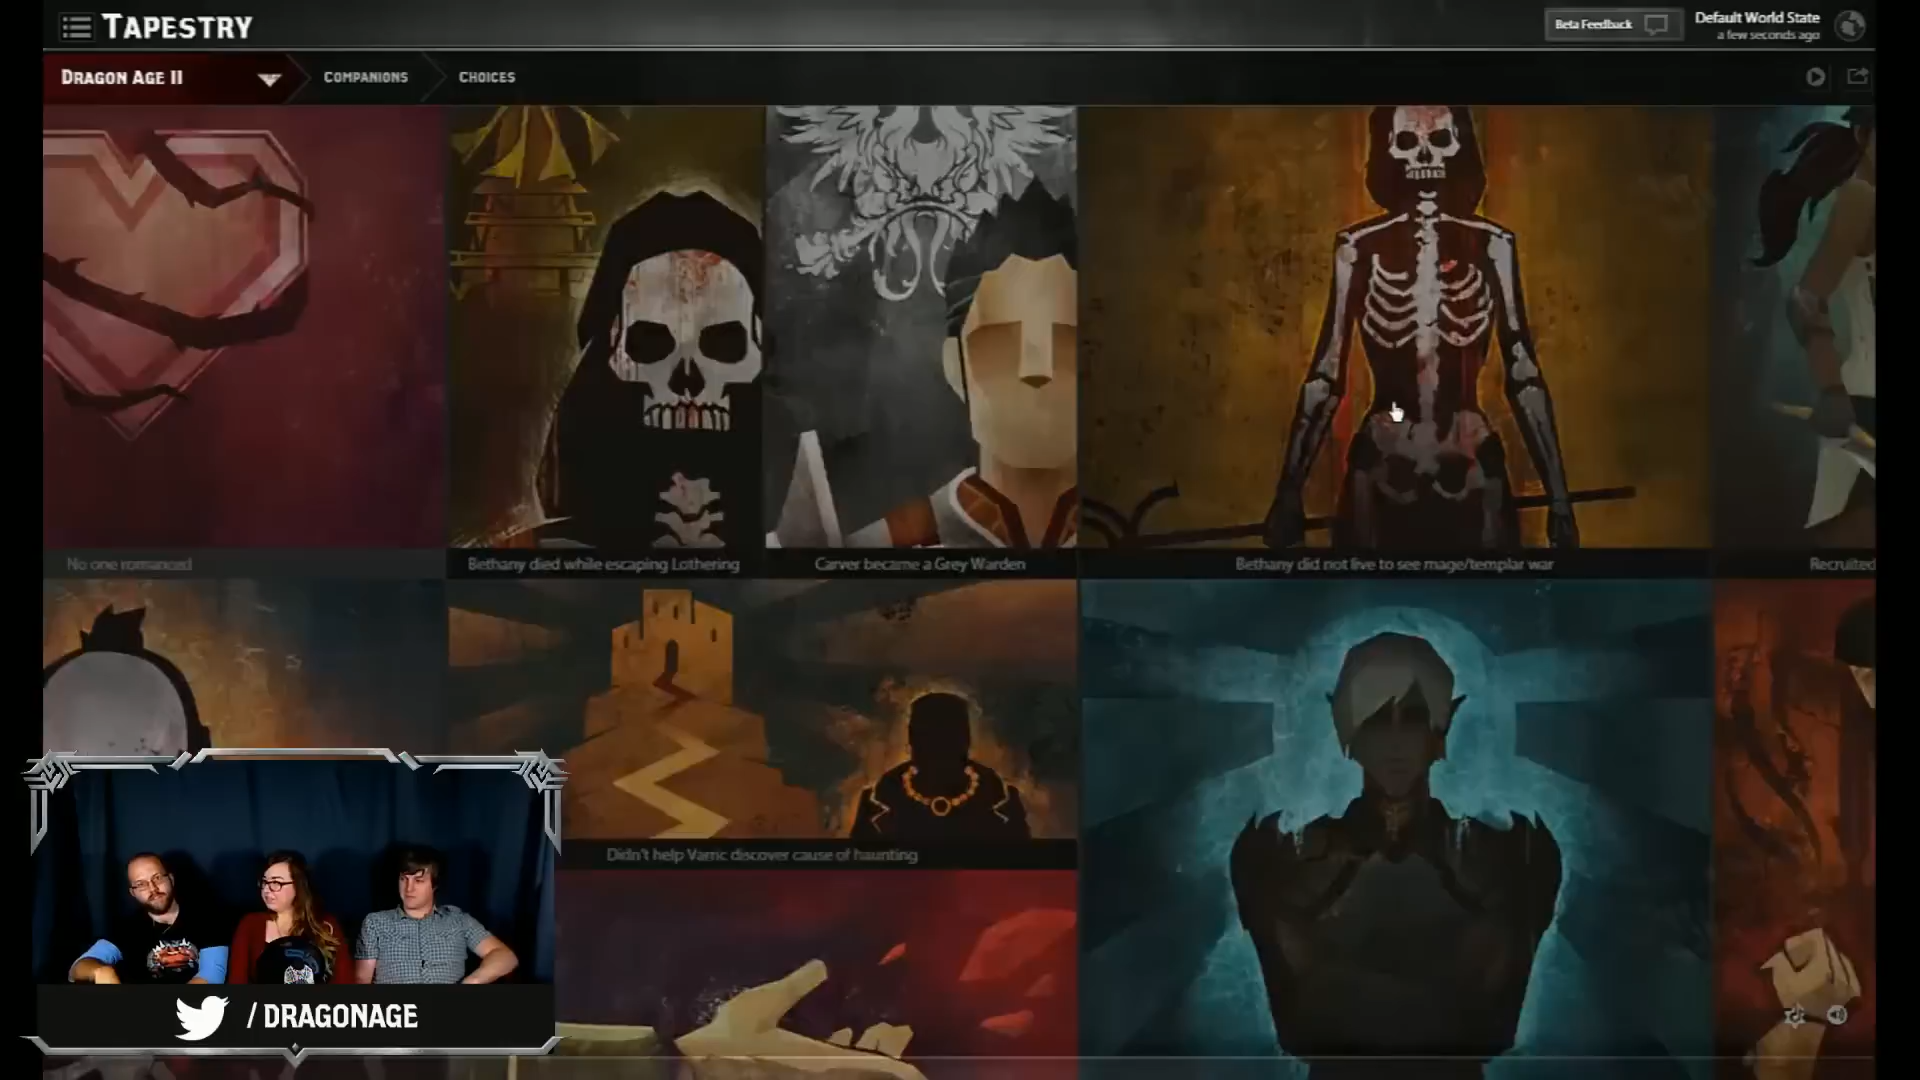 TAPESTRY
Beta Feedback
Default World State
a few seconds ago
DRAGON AGE II
COMPANIONS
CHOICES
No one romanced
Bethany died while escaping Lothering
Carver became a Grey Warden
Bethany did not live to see mage/templar war
Recruited
Didn't help Varric discover cause of haunting
/ DRAGONAGE